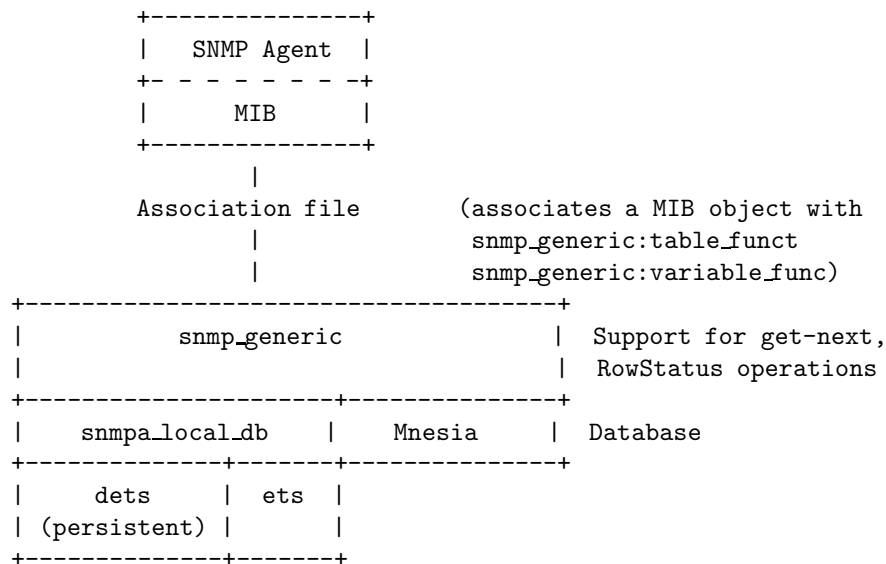 +---------------+
|   SNMP Agent  |
+- - - - - - - -+
|      MIB      |
+---------------+
|
Association file       (associates a MIB object with
|               snmp_generic:table_funct
|               snmp_generic:variable_func)
+--------------------------------------+
|           snmp_generic               |  Support for get-next,
|                                      |  RowStatus operations
+----------------------+---------------+
|    snmpa_local_db    |    Mnesia     |  Database
+--------------+-------+---------------+
|     dets     |  ets  |
| (persistent) |       |
+--------------+-------+